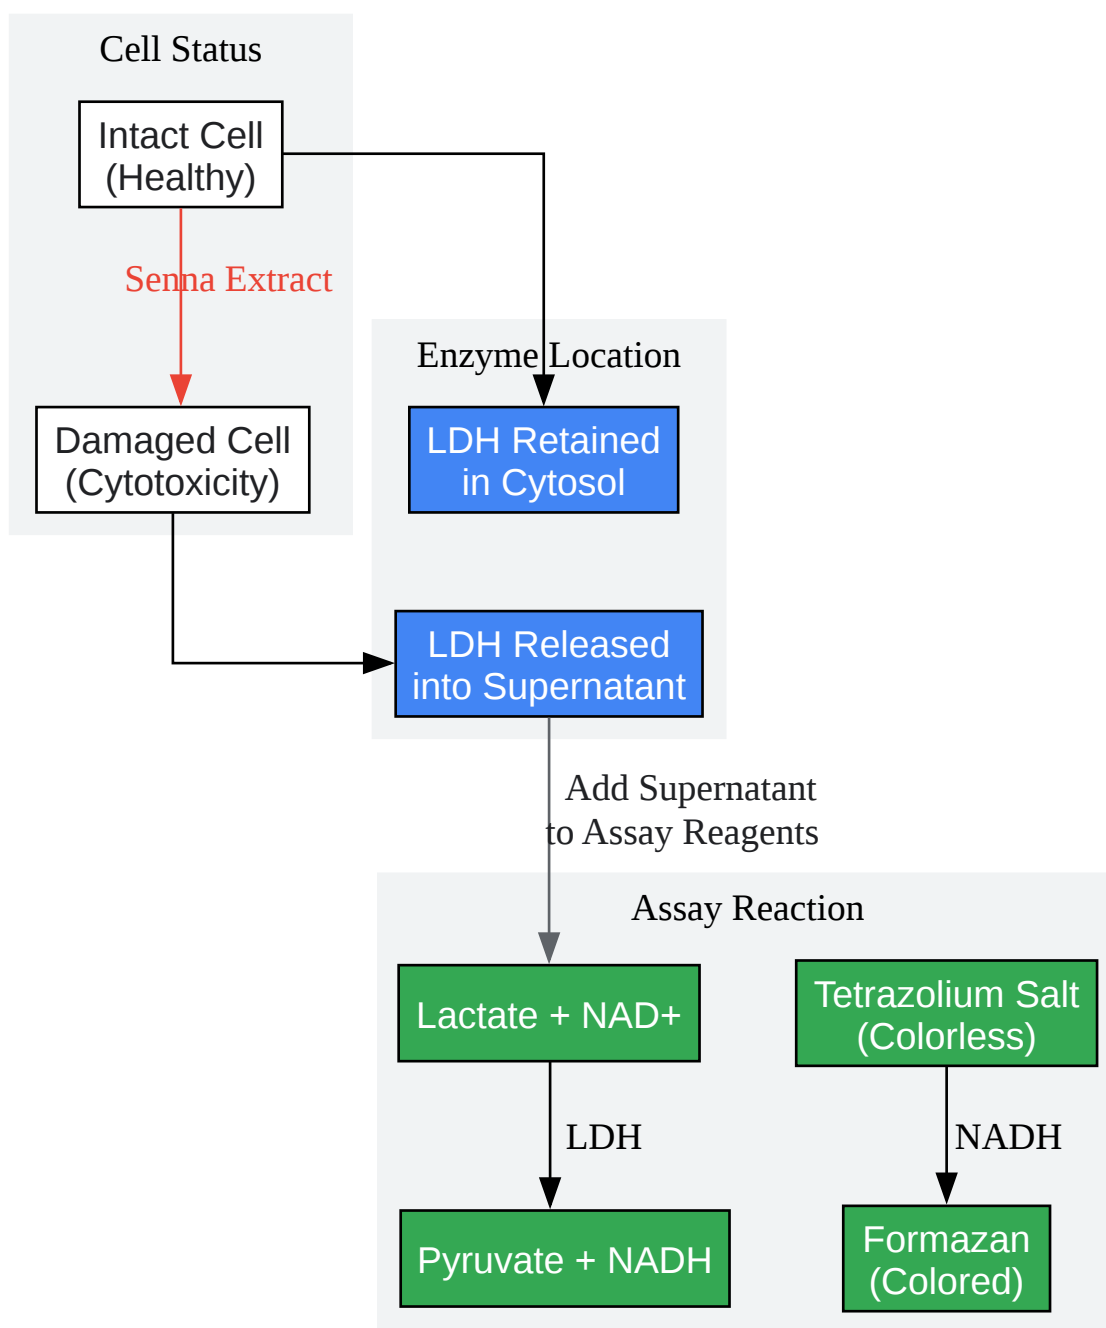 Cell Status
Intact Cell
(Healthy)
Senna Extract
Enzyme Location
Damaged Cell
(Cytotoxicity)
LDH Retained
in Cytosol
LDH Released
into Supernatant
Add Supernatant
to Assay Reagents
Assay Reaction
Lactate + NAD+
Tetrazolium Salt
(Colorless)
LDH
NADH
Pyruvate + NADH
Formazan
(Colored)